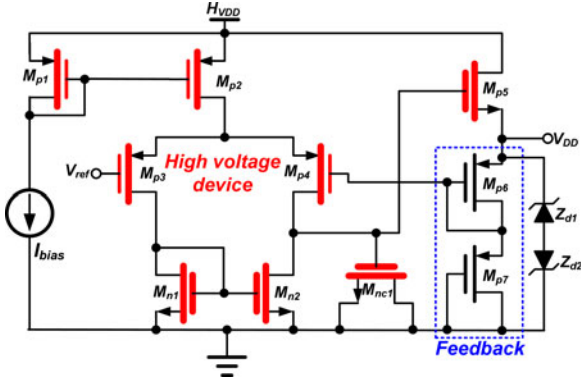 H_VDD
M_p1
M_p2
M_p5
V_DD
V_ref
M_p3
High voltage
device
M_p4
M_p6
Z_d1
I_bias
M_n1
M_n2
M_nc1
M_p7
Z_d2
Feedback